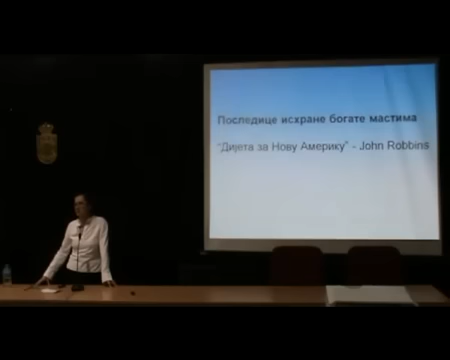 Последице исхране богате мастима
“Дијета за Нову Америку” - John Robbins